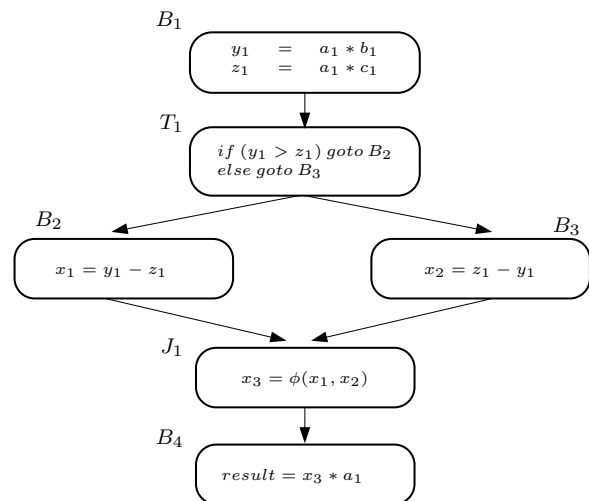 B₁
y₁ = a₁ * b₁
z₁ = a₁ * c₁
T₁
if (y₁ > z₁) goto B₂
else goto B₃
B₂
x₁ = y₁ − z₁
B₃
x₂ = z₁ − y₁
J₁
x₃ = ϕ(x₁, x₂)
B₄
result = x₃ * a₁